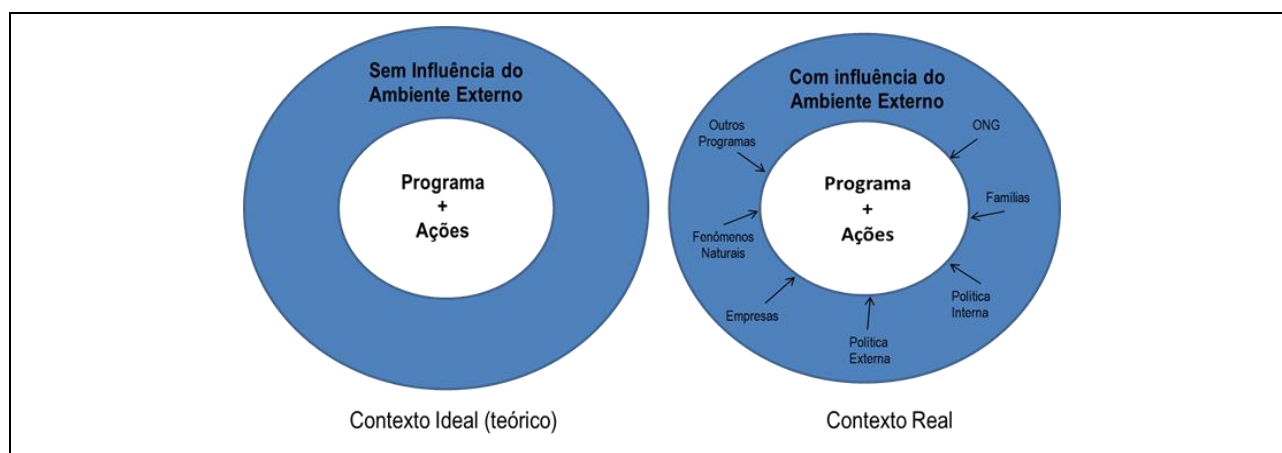 Sem Influência do
Ambiente Externo
Programa
+
Ações
Contexto Ideal (teórico)
Com influência do
Ambiente Externo
Outros
Programas
ONG
Programa
+
Ações
Famílias
Fenômenos
Naturais
Política
Interna
Empresas
Política
Externa
Contexto Real